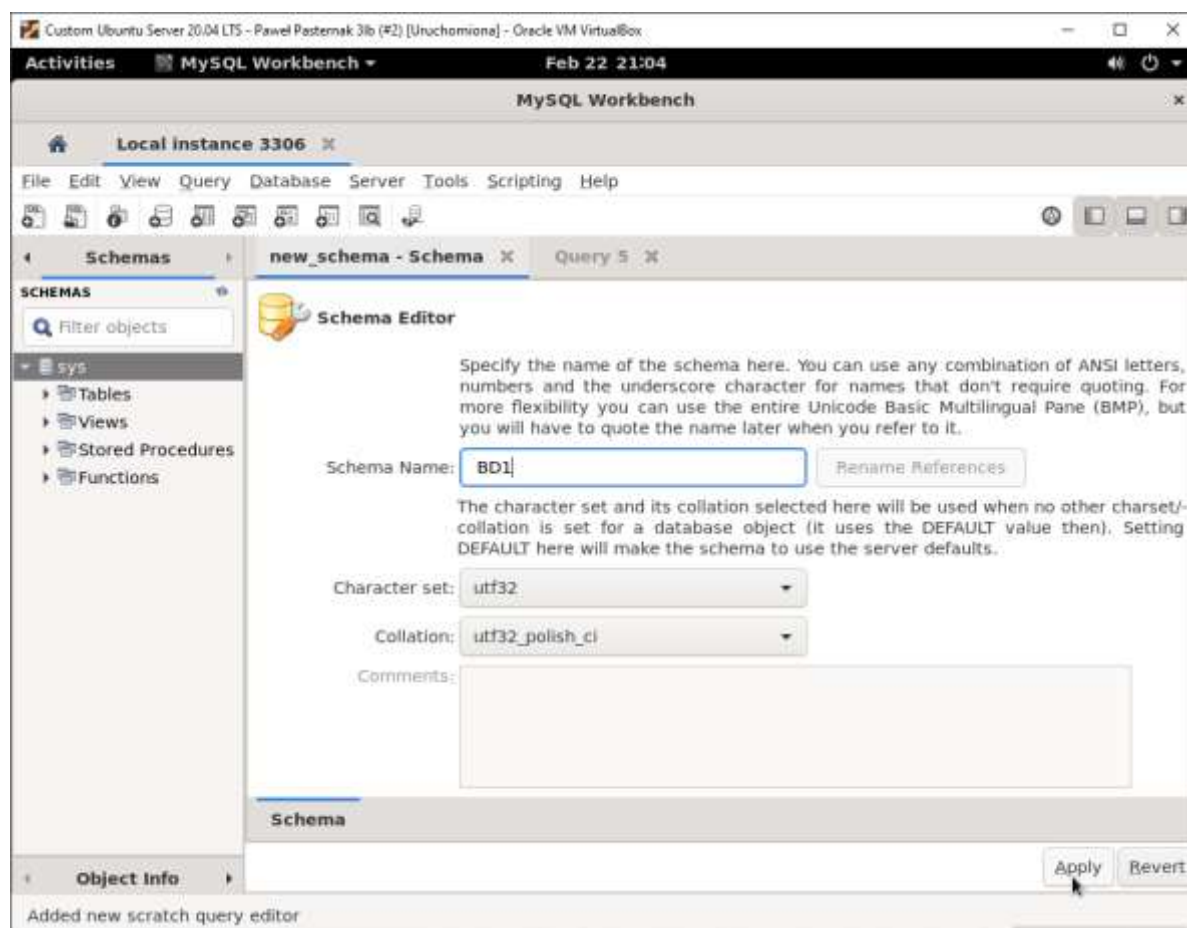 Custom Ubuntu Server 20.04 LTS - Paweł Pasternak 3lb (#2) [Uruchomiona] - Oracle VM VirtualBox
Activities MySQL Workbench Feb 22 21:04
MySQL Workbench
Local instance 3306
File Edit View Query Database Server Tools Scripting Help
Schemas
new_schema - Schema Query 5
SCHEMAS
Filter objects
sys
Tables
Views
Stored Procedures
Functions
Schema Editor
Specify the name of the schema here. You can use any combination of ANSI letters,
numbers and the underscore character for names that don't require quoting. For
more flexibility you can use the entire Unicode Basic Multilingual Pane (BMP), but
you will have to quote the name later when you refer to it.
Schema Name: BD1 Rename References
The character set and its collation selected here will be used when no other charset/-
collation is set for a database object (it uses the DEFAULT value then). Setting
DEFAULT here will make the schema to use the server defaults.
Character set: utf32
Collation: utf32_polish_ci
Comments:
Schema
Object Info
Apply Revert
Added new scratch query editor